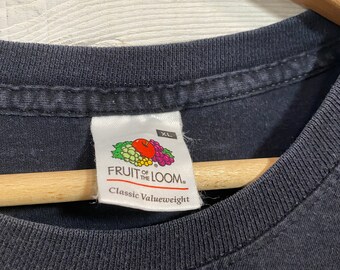 XL
FRUIT OF THE LOOM®
Classic Valueweight